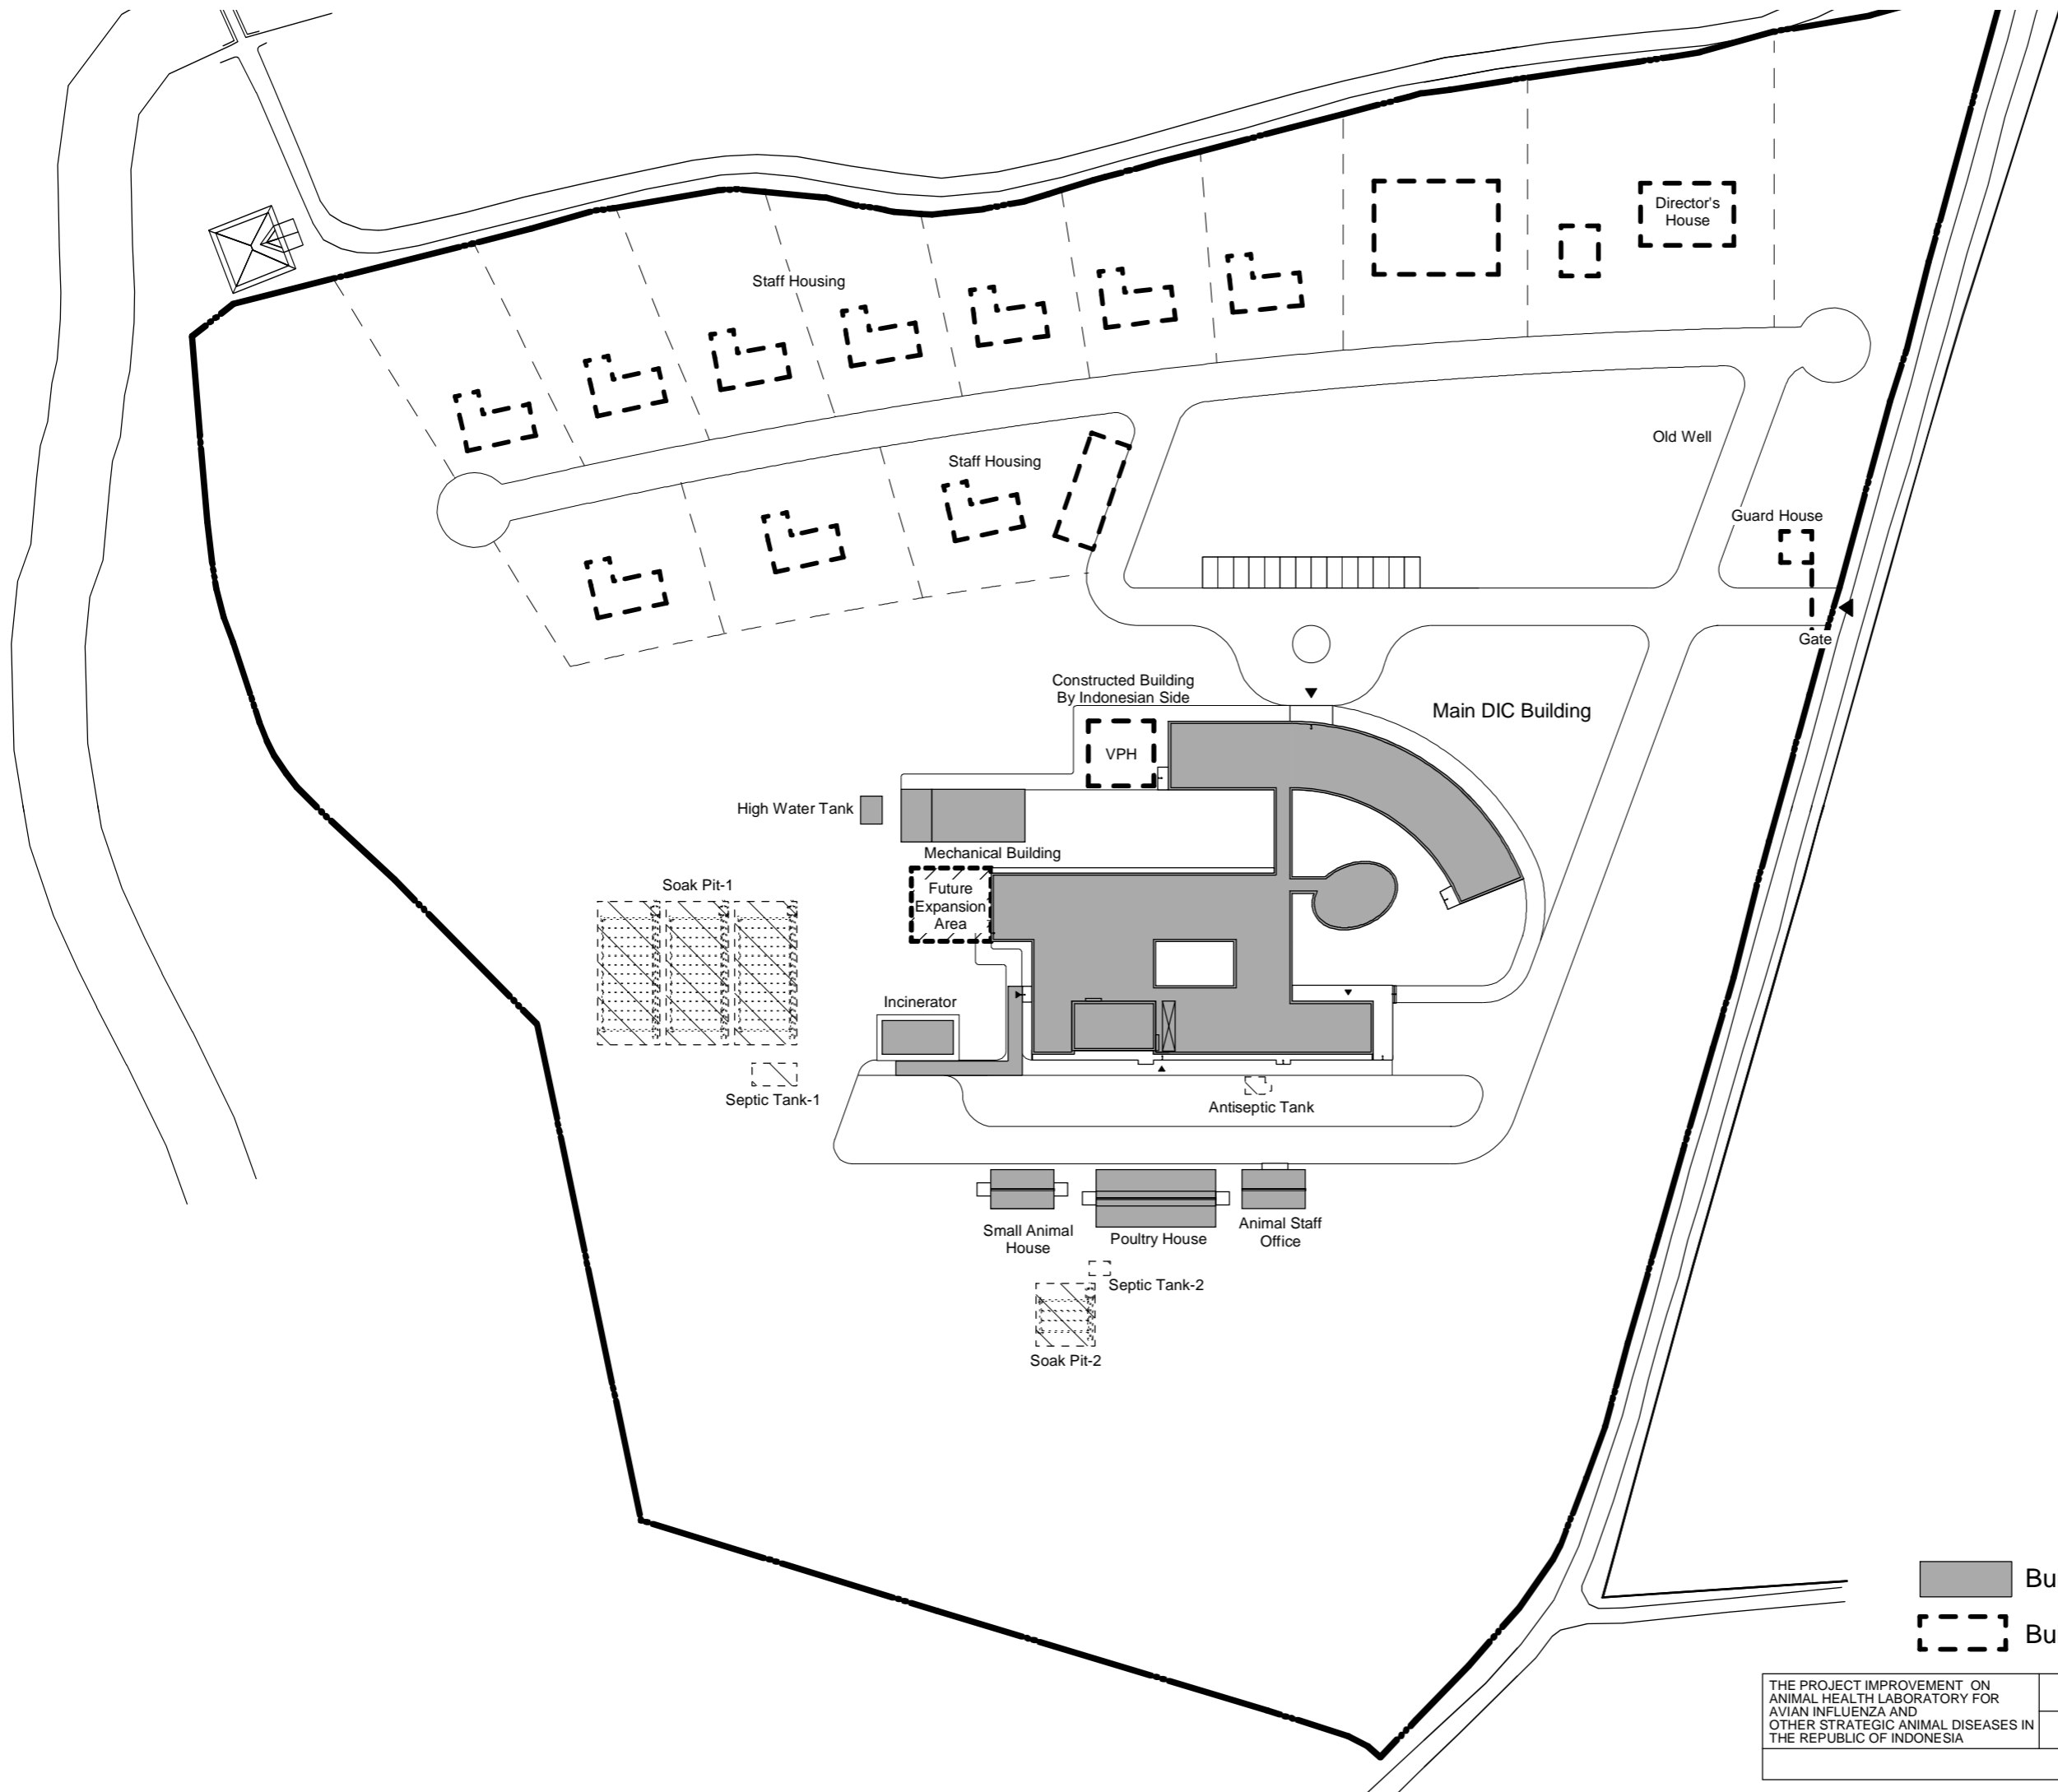 Director's
House
Staff Housing
Old Well
Staff Housing
Guard House
Gate
Constructed Building
By Indonesian Side
Main DIC Building
VPH
High Water Tank
Mechanical Building
Future
Expansion
Area
Soak Pit-1
Incinerator
Septic Tank-1
Antiseptic Tank
Small Animal
House
Poultry House
Animal Staff
Office
Septic Tank-2
Soak Pit-2
Bu
Bu
THE PROJECT IMPROVEMENT ON
ANIMAL HEALTH LABORATORY FOR
AVIAN INFLUENZA AND
OTHER STRATEGIC ANIMAL DISEASES IN
THE REPUBLIC OF INDONESIA